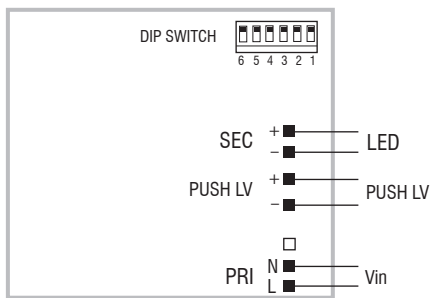 DIP SWITCH
6 5 4 3 2 1
SEC + LED
−
PUSH LV + PUSH LV
−
PRI N Vin
L